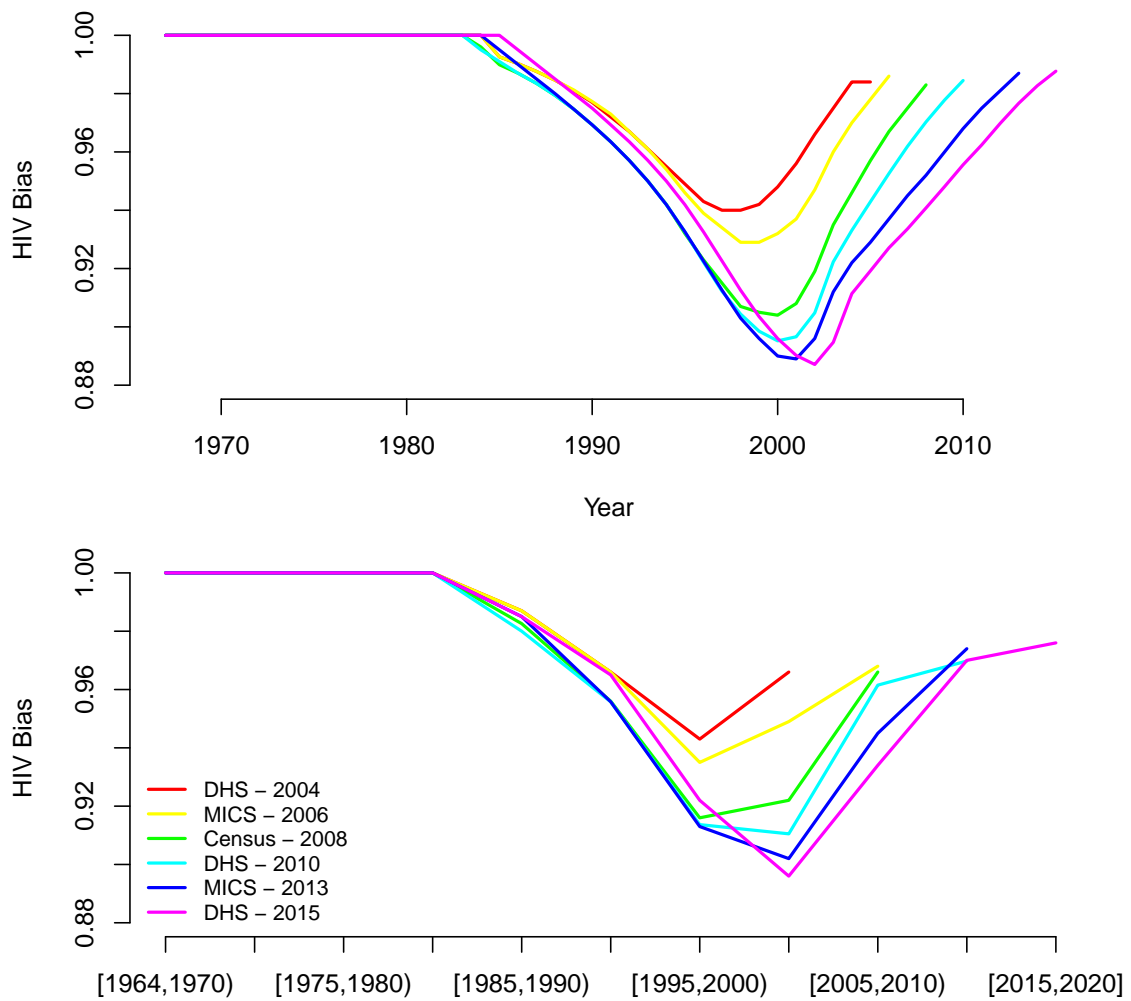 1.00
0.96
0.92
0.88
HIV Bias
1970 1980 1990 2000 2010
Year
1.00
0.96
0.92
0.88
HIV Bias
DHS − 2004
MICS − 2006
Census − 2008
DHS − 2010
MICS − 2013
DHS − 2015
[1964,1970) [1975,1980) [1985,1990) [1995,2000) [2005,2010) [2015,2020]